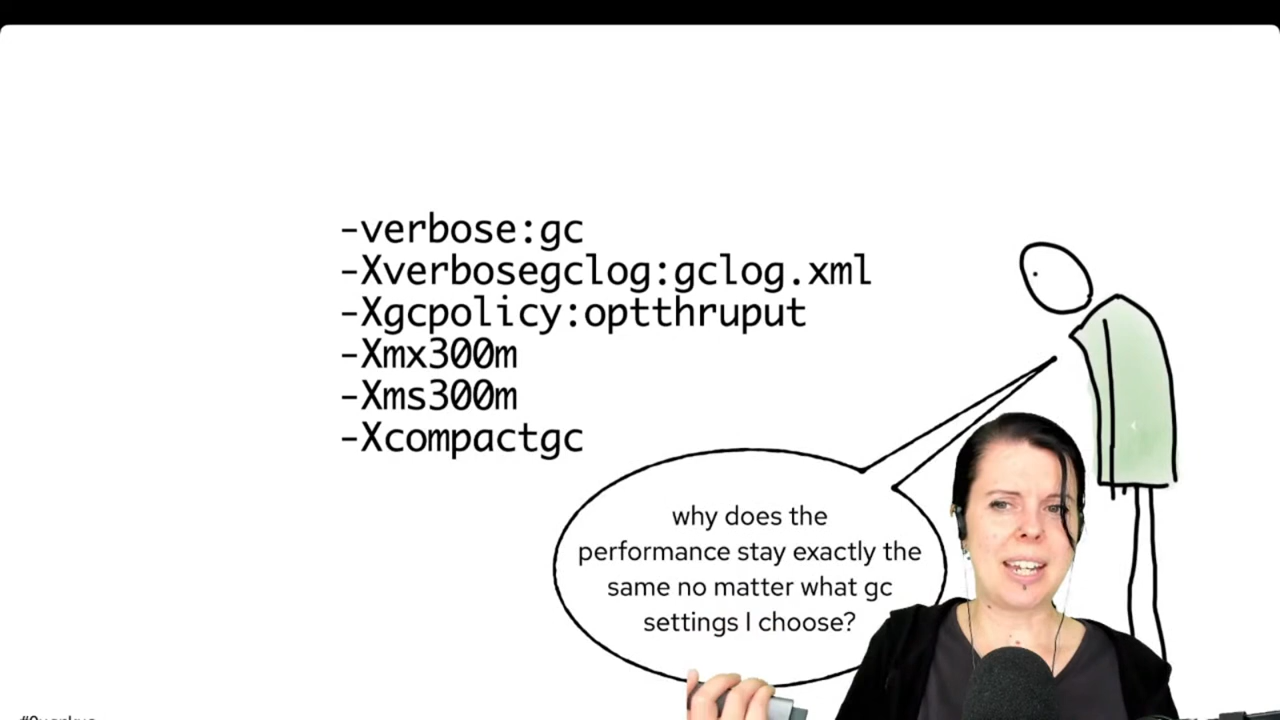 -verbose:gc
-Xverbosegclog:gclog.xml
-Xgcpolicy:optthruput
-Xmx300m
-Xms300m
-Xcompactgc
why does the
performance stay exactly the
same no matter what gc
settings I choose?